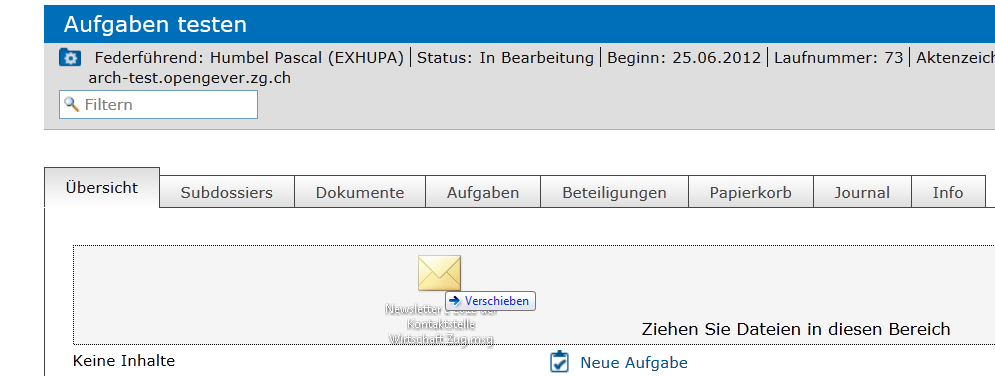 Aufgaben testen
Federführend: Humbel Pascal (EXHUPA) Status: In Bearbeitung Beginn: 25.06.2012 Laufnummer: 73 Aktenzeich
arch-test.opengever.zg.ch
Filtern
Übersicht Subdossiers Dokumente Aufgaben Beteiligungen Papierkorb Journal Info
Verschieben
Newsletter der
Kontaktstelle
Wirtschaft Zug.msg
Ziehen Sie Dateien in diesen Bereich
Keine Inhalte Neue Aufgabe